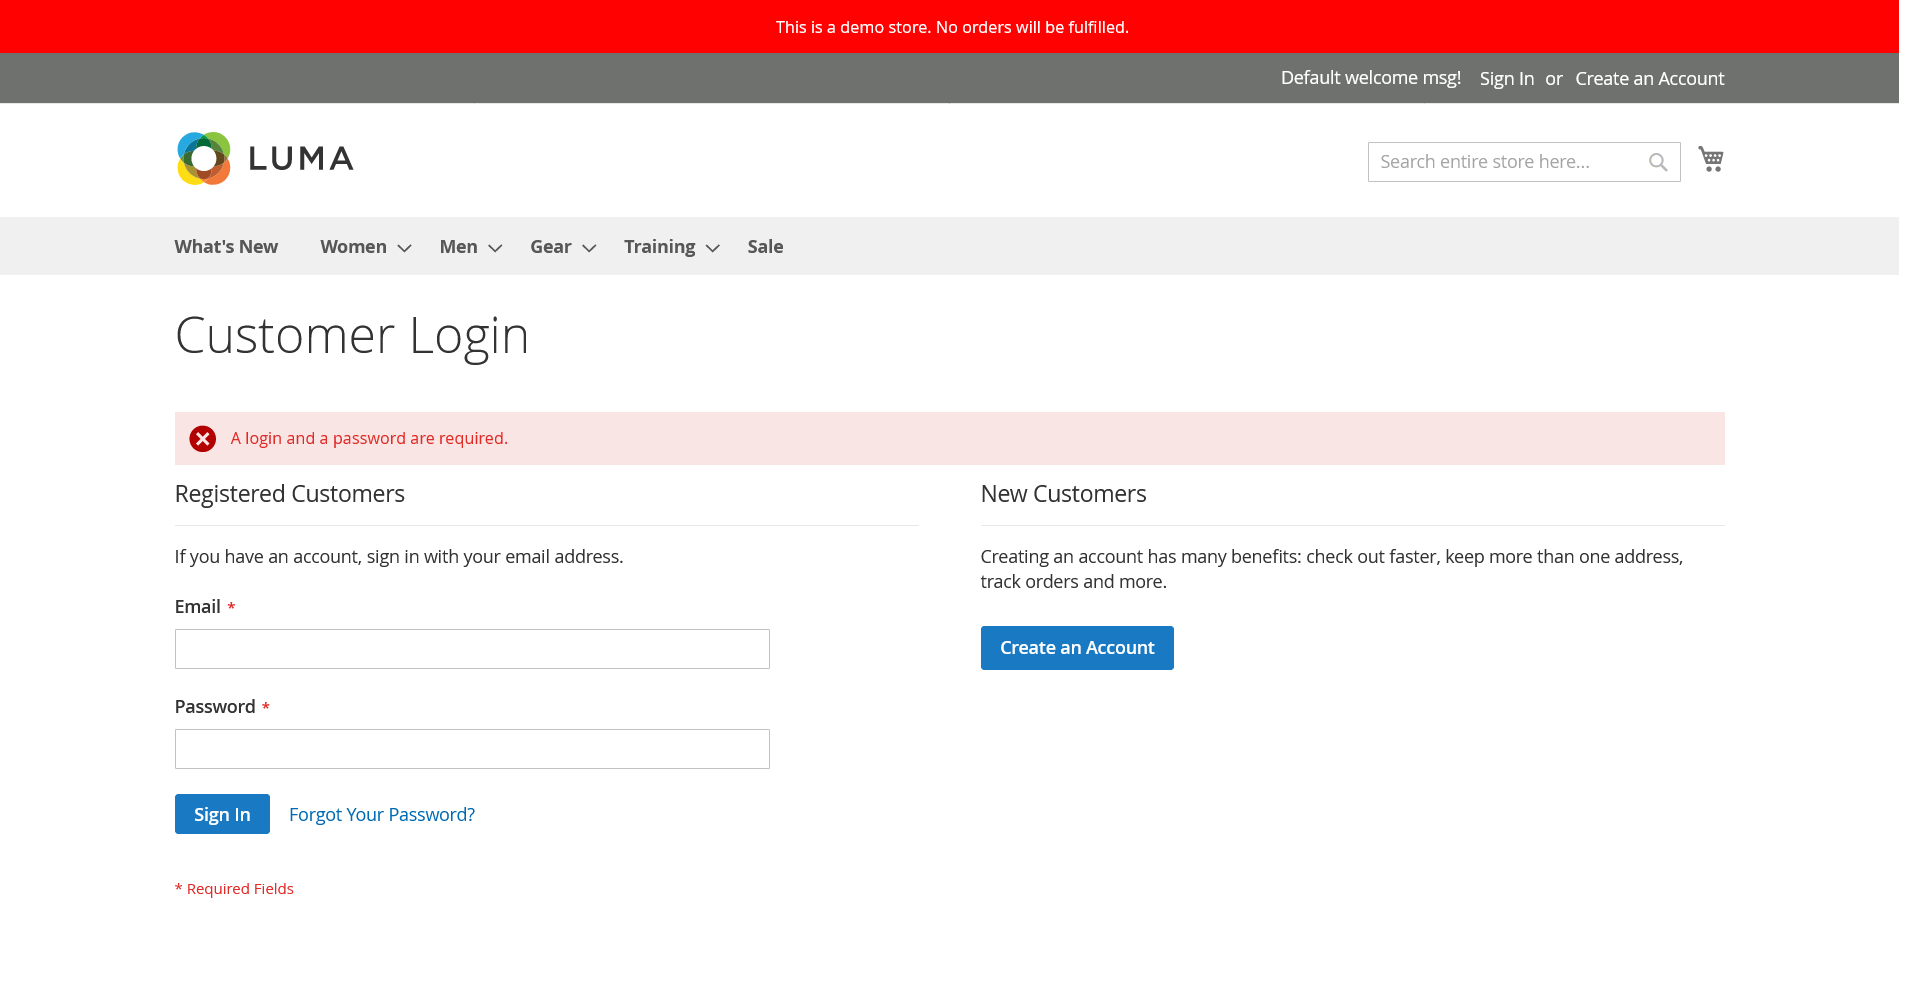 This is a demo store. No orders will be fulfilled.
Default welcome msg! Sign In or Create an Account
LUMA
Search entire store here...
What's New Women Men Gear Training Sale
Customer Login
A login and a password are required.
Registered Customers
If you have an account, sign in with your email address.
Email *
Password *
Sign In Forgot Your Password?
* Required Fields
New Customers
Creating an account has many benefits: check out faster, keep more than one address,
track orders and more.
Create an Account